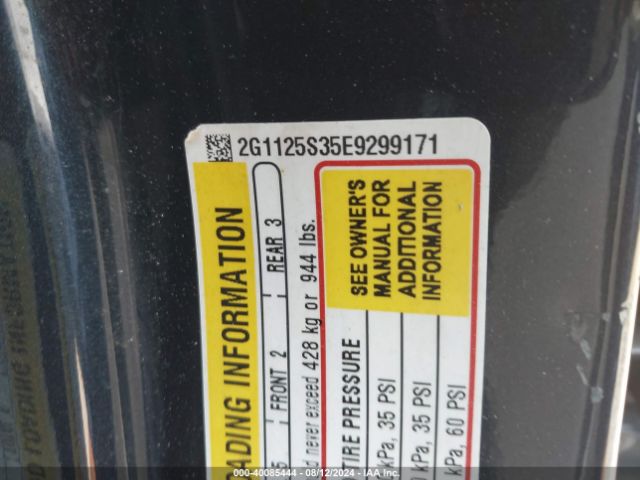 2G1125S35E9299171
ADING INFORMATION
FRONT 2 REAR 3
never exceed 428 kg or 944 lbs.
TIRE PRESSURE
SEE OWNER'S
MANUAL FOR
ADDITIONAL
INFORMATION
kPa, 35 PSI
kPa, 35 PSI
kPa, 60 PSI
000-40085444 - 08/12/2024 - IAA Inc.